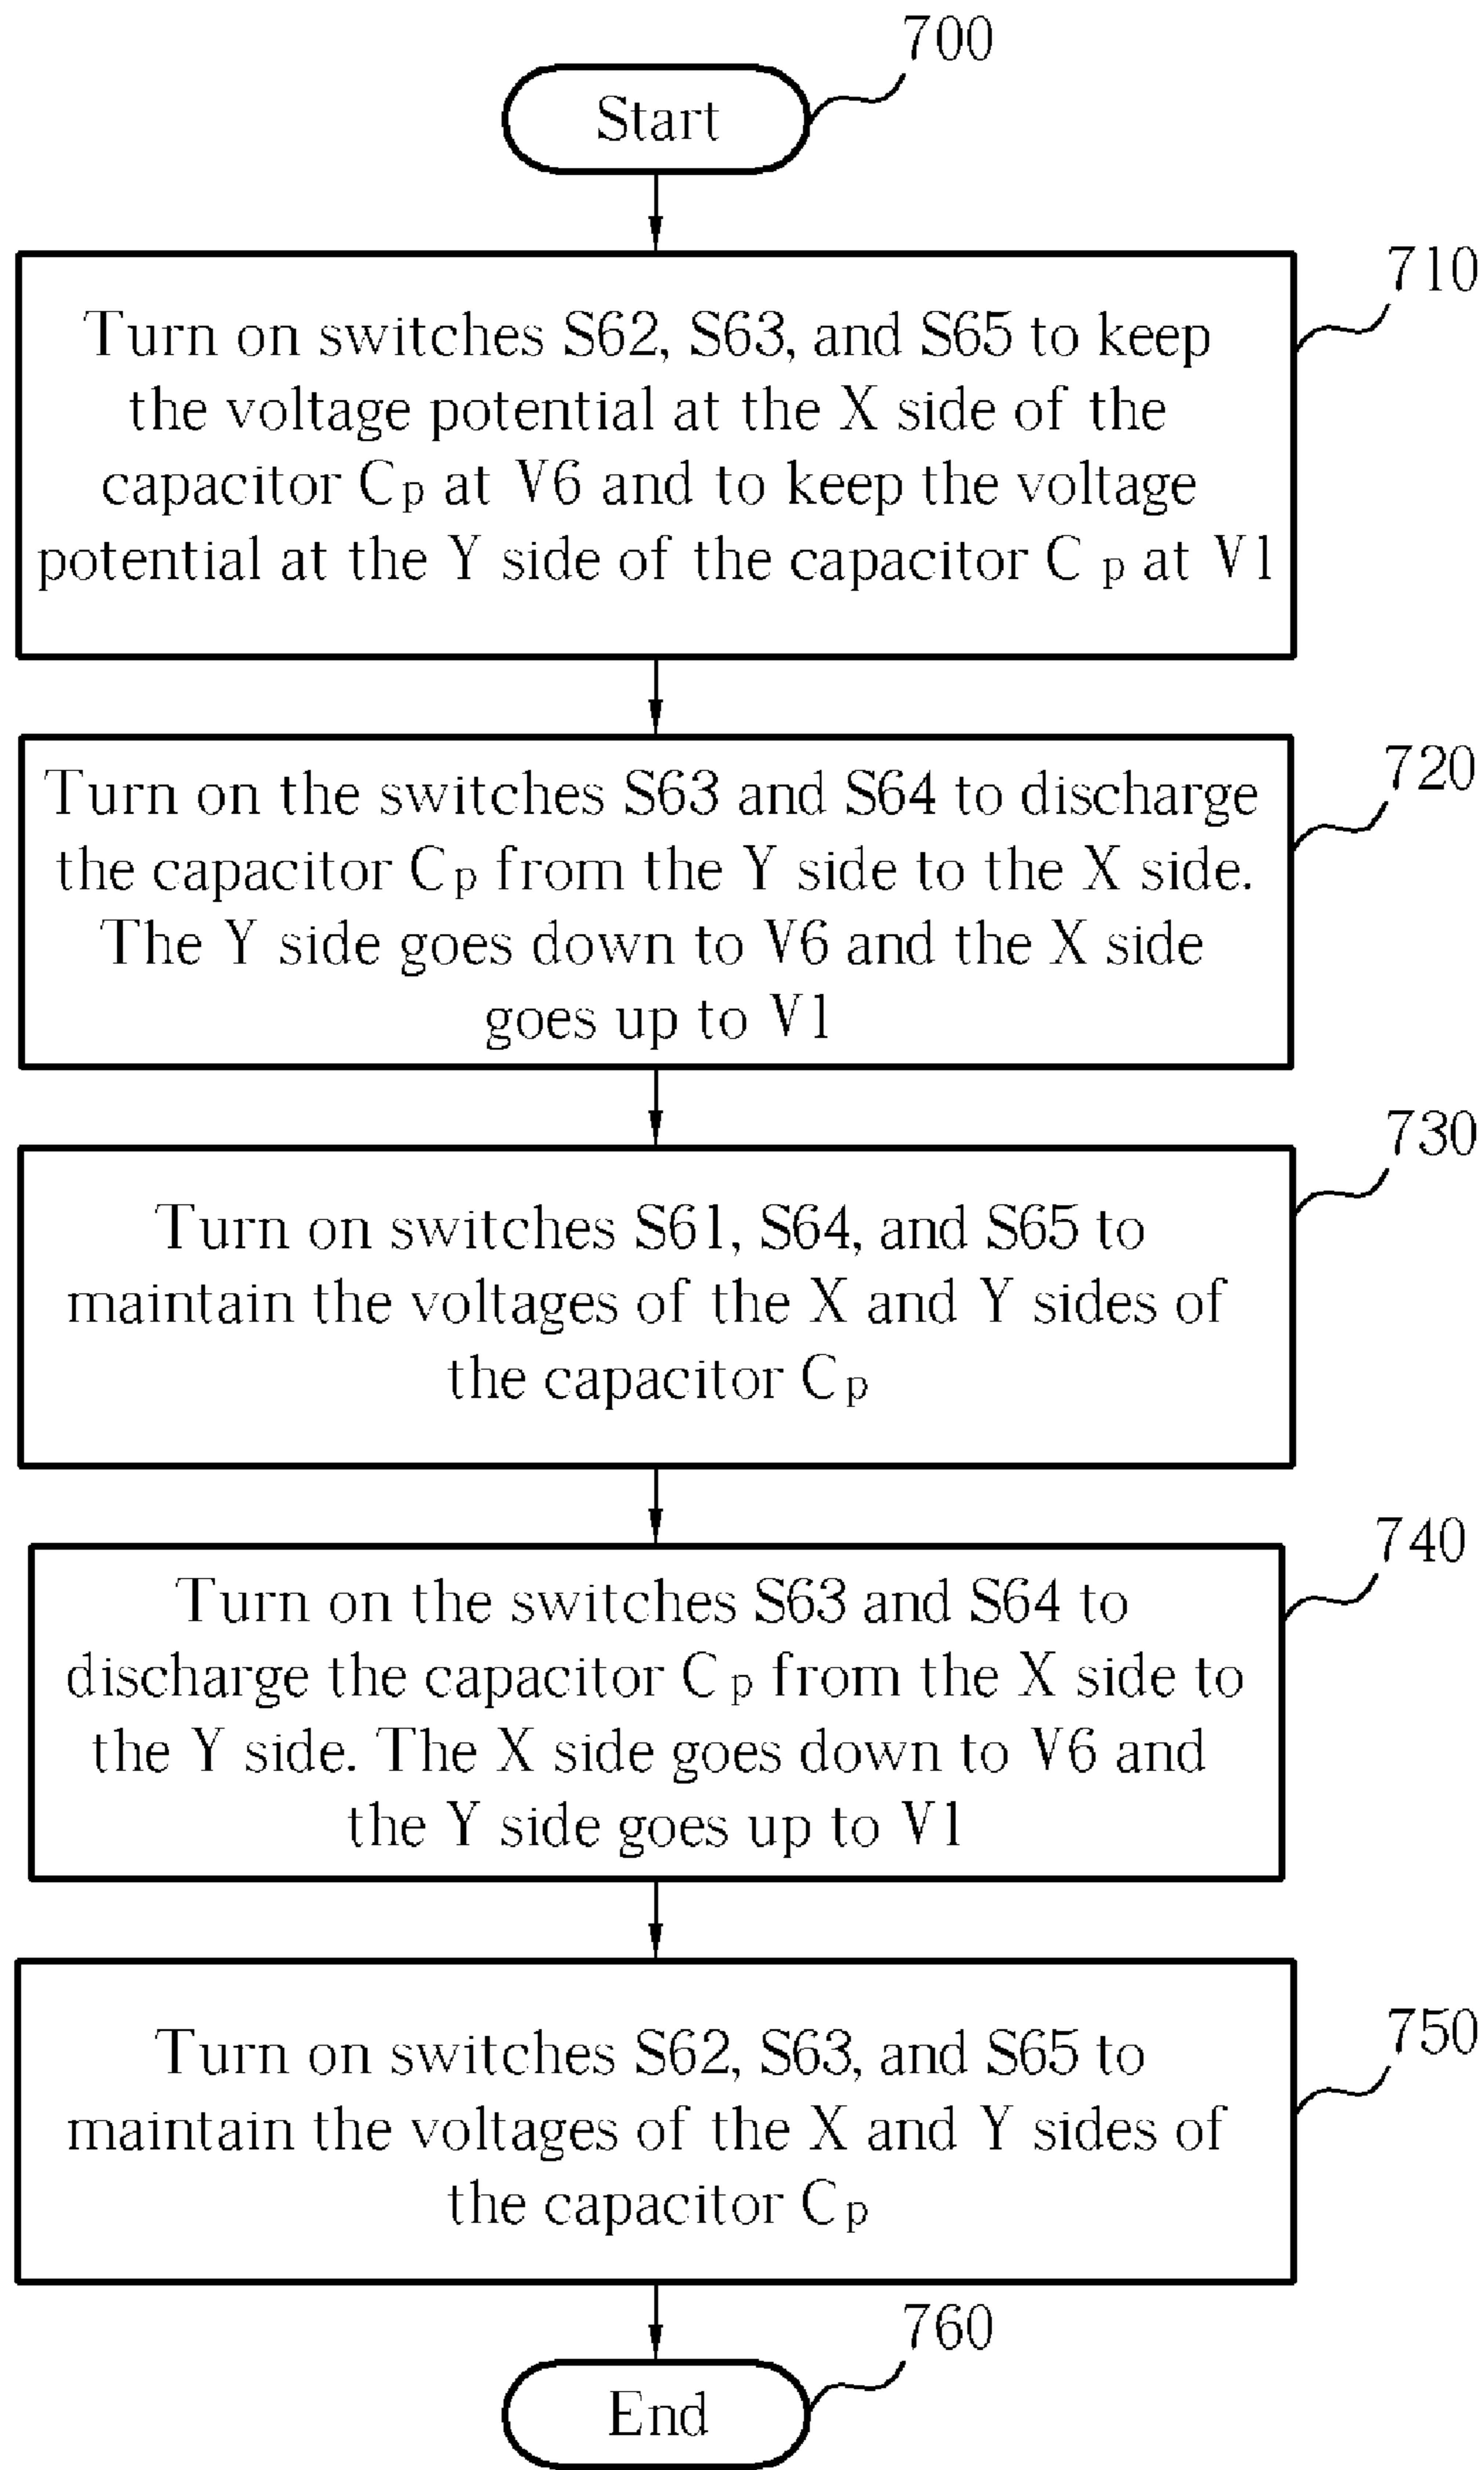 700
Start
710
Turn on switches S62, S63, and S65 to keep
the voltage potential at the X side of the
capacitor Cp at V6 and to keep the voltage
potential at the Y side of the capacitor C p at V1
720
Turn on the switches S63 and S64 to discharge
the capacitor Cp from the Y side to the X side.
The Y side goes down to V6 and the X side
goes up to V1
730
Turn on switches S61, S64, and S65 to
maintain the voltages of the X and Y sides of
the capacitor Cp
740
Turn on the switches S63 and S64 to
discharge the capacitor C p from the X side to
the Y side. The X side goes down to V6 and
the Y side goes up to V1
750
Turn on switches S62, S63, and S65 to
maintain the voltages of the X and Y sides of
the capacitor Cp
760
End